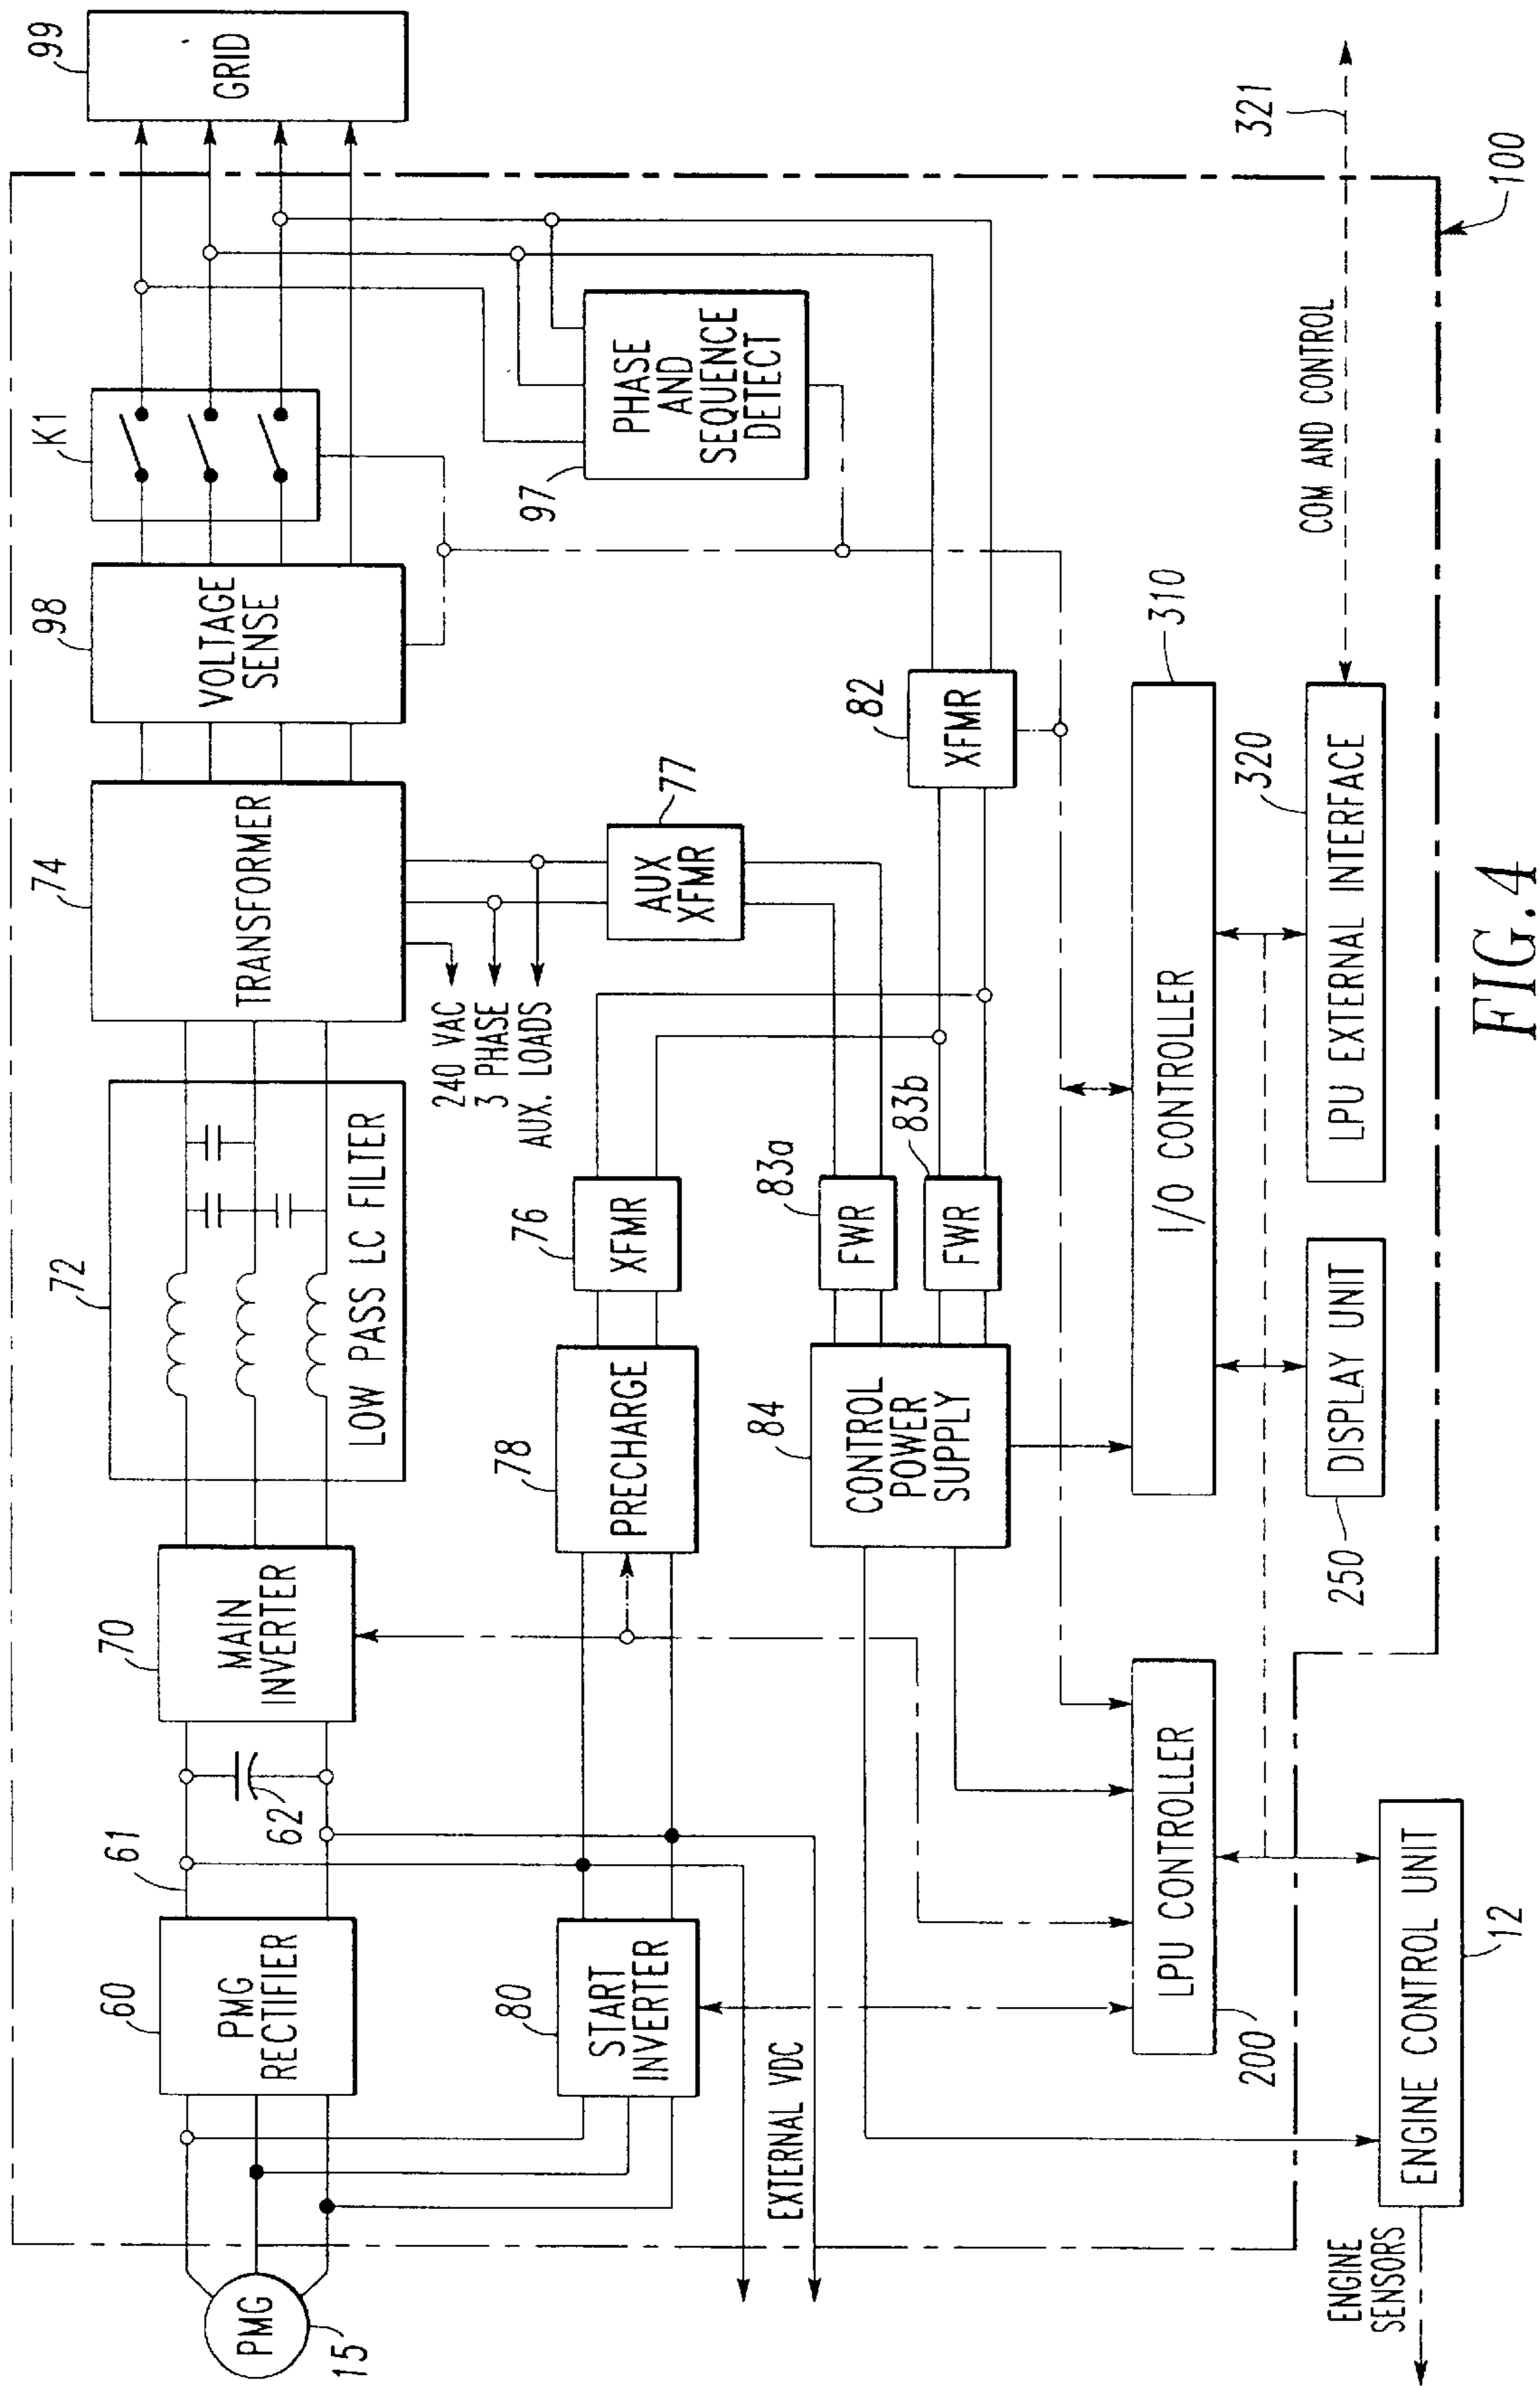 PMG
15
60
PMG
RECTIFIER
61
62
70
MAIN
INVERTER
72
LOW PASS LC FILTER
74
TRANSFORMER
98
VOLTAGE
SENSE
K1
99
GRID
240 VAC
3 PHASE
AUX. LOADS
80
START
INVERTER
78
PRECHARGE
76
XFMR
77
AUX
XFMR
97
PHASE
AND
SEQUENCE
DETECT
EXTERNAL VDC
84
CONTROL
POWER
SUPPLY
83a
FWR
83b
FWR
82
XFMR
LPU CONTROLLER
200
I/O CONTROLLER
310
ENGINE
SENSORS
ENGINE CONTROL UNIT
12
250
DISPLAY UNIT
320
LPU EXTERNAL INTERFACE
COM AND CONTROL
321
100
FIG.4